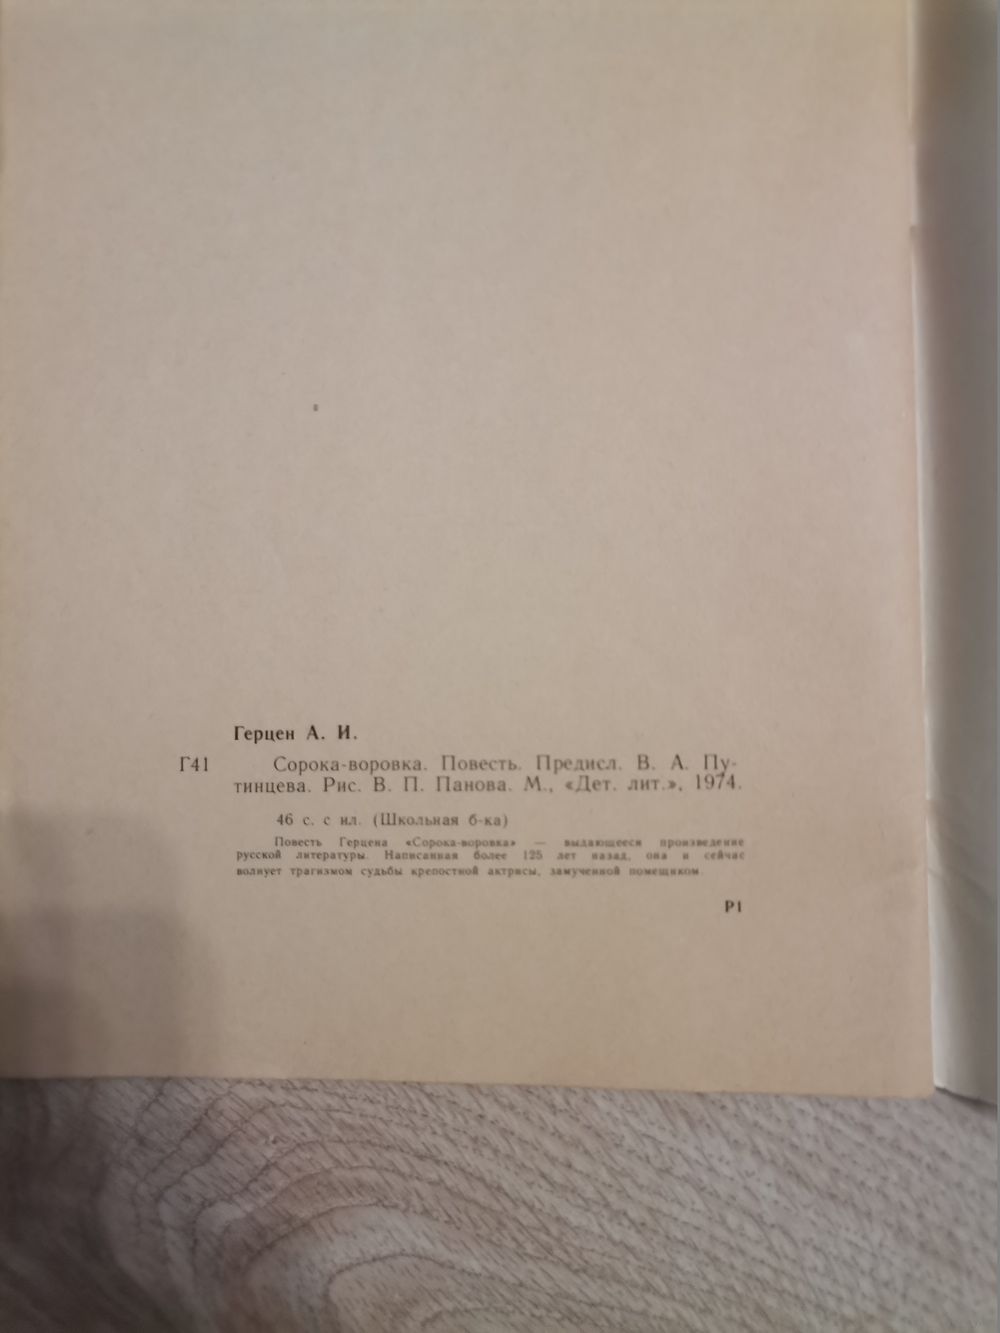 Герцен А. И.
Г41 Сорока-воровка. Повесть. Предисл. В. А. Пу-
тинцева. Рис. В. П. Панова. М., «Дет. лит.», 1974.
46 с. с ил. (Школьная б-ка)
Повесть Герцена «Сорока-воровка» — выдающееся произведение
русской литературы. Написанная более 125 лет назад, она и сейчас
волнует трагизмом судьбы крепостной актрисы, замученной помещиком.
Р1